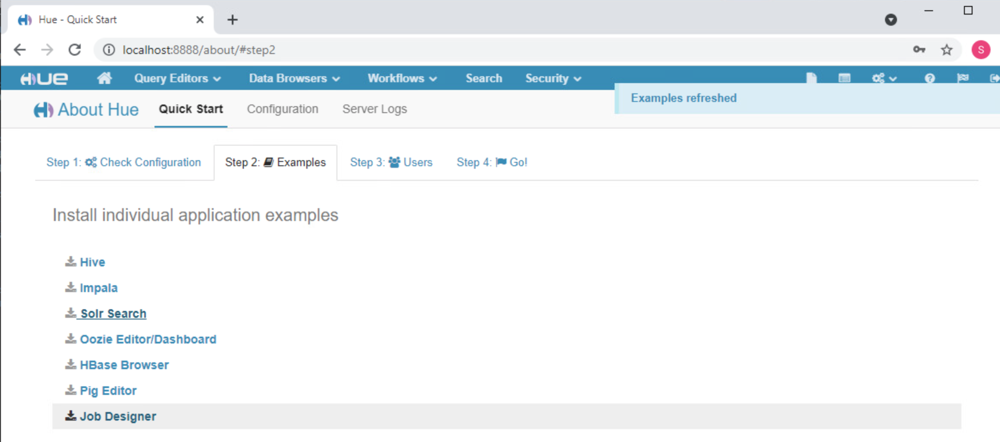 Hue - Quick Start
localhost:8888/about/#step2
S
HUE Query Editors Data Browsers Workflows Search Security
Examples refreshed
About Hue Quick Start Configuration Server Logs
Step 1: Check Configuration Step 2: Examples Step 3: Users Step 4: Go!
Install individual application examples
Hive
Impala
Solr Search
Oozie Editor/Dashboard
HBase Browser
Pig Editor
Job Designer